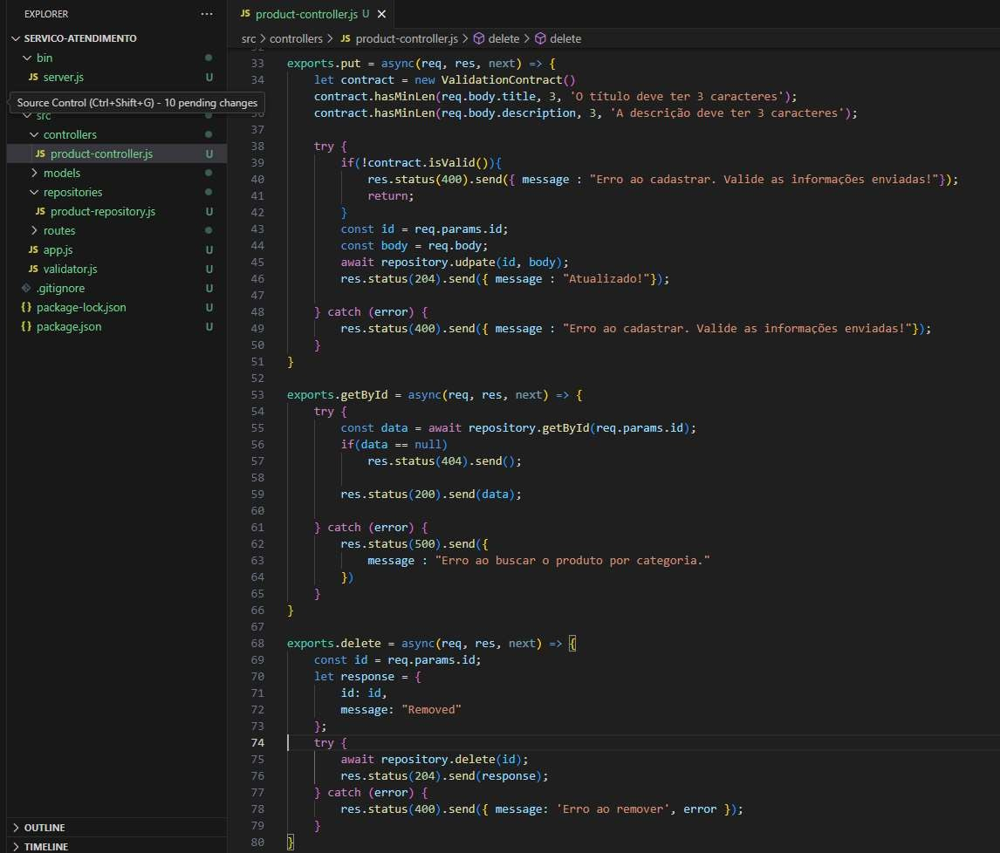 EXPLORER
···
SERVICO-ATENDIMENTO
bin
JS server.js U
Source Control (Ctrl+Shift+G) - 10 pending changes
src
controllers
JS product-controller.js U
models
repositories
JS product-repository.js U
routes
JS app.js U
JS validator.js U
.gitignore U
{} package-lock.json U
{} package.json U
OUTLINE
TIMELINE
JS product-controller.js U
src > controllers > JS product-controller.js > delete > delete
33 exports.put = async(req, res, next) => {
34 let contract = new ValidationContract()
contract.hasMinLen(req.body.title, 3, 'O título deve ter 3 caracteres');
36 contract.hasMinLen(req.body.description, 3, 'A descrição deve ter 3 caracteres');
37
38 try {
39 if(!contract.isValid()){
40 res.status(400).send({ message : "Erro ao cadastrar. Valide as informações enviadas!"});
41 return;
42 }
43 const id = req.params.id;
44 const body = req.body;
45 await repository.udpate(id, body);
46 res.status(204).send({ message : "Atualizado!"});
47
48 } catch (error) {
49 res.status(400).send({ message : "Erro ao cadastrar. Valide as informações enviadas!"});
50 }
51 }
52
53 exports.getById = async(req, res, next) => {
54 try {
55 const data = await repository.getById(req.params.id);
56 if(data == null)
57 res.status(404).send();
58
59 res.status(200).send(data);
60
61 } catch (error) {
62 res.status(500).send({
63 message : "Erro ao buscar o produto por categoria."
64 })
65 }
66 }
67
68 exports.delete = async(req, res, next) => {
69 const id = req.params.id;
70 let response = {
71 id: id,
72 message: "Removed"
73 };
74 try {
75 await repository.delete(id);
76 res.status(204).send(response);
77 } catch (error) {
78 res.status(400).send({ message: 'Erro ao remover', error });
79 }
80 }